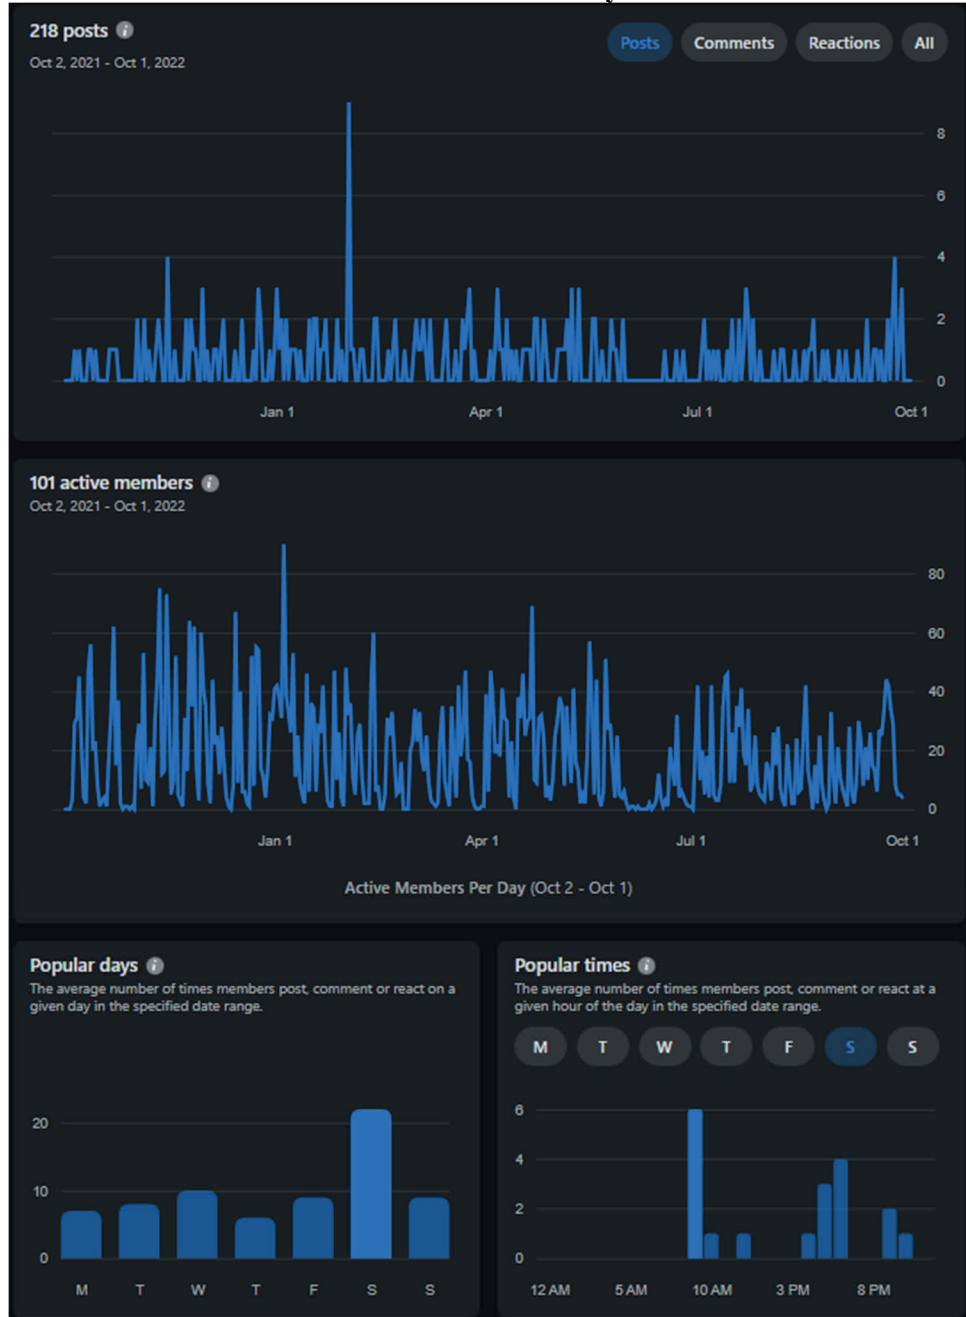 218 posts
Oct 2, 2021 - Oct 1, 2022
Posts Comments Reactions All
8
6
4
2
0
Jan 1 Apr 1 Jul 1 Oct 1
101 active members
Oct 2, 2021 - Oct 1, 2022
80
60
40
20
0
Jan 1 Apr 1 Jul 1 Oct 1
Active Members Per Day (Oct 2 - Oct 1)
Popular days
The average number of times members post, comment or react on a
given day in the specified date range.
20
10
0
M T W T F S S
Popular times
The average number of times members post, comment or react at a
given hour of the day in the specified date range.
M T W T F S S
6
4
2
0
12 AM 5 AM 10 AM 3 PM 8 PM